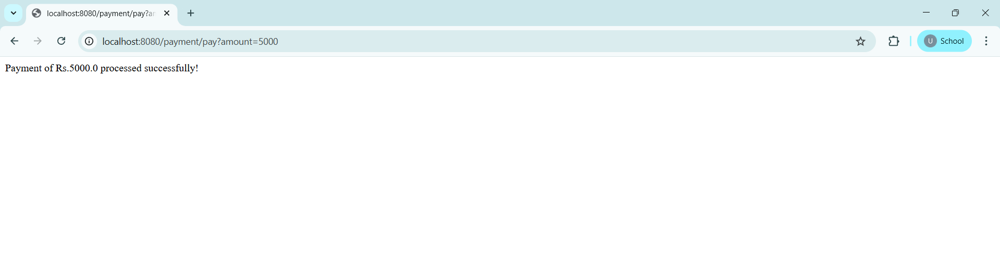 localhost:8080/payment/pay?ar
localhost:8080/payment/pay?amount=5000
U School
Payment of Rs.5000.0 processed successfully!